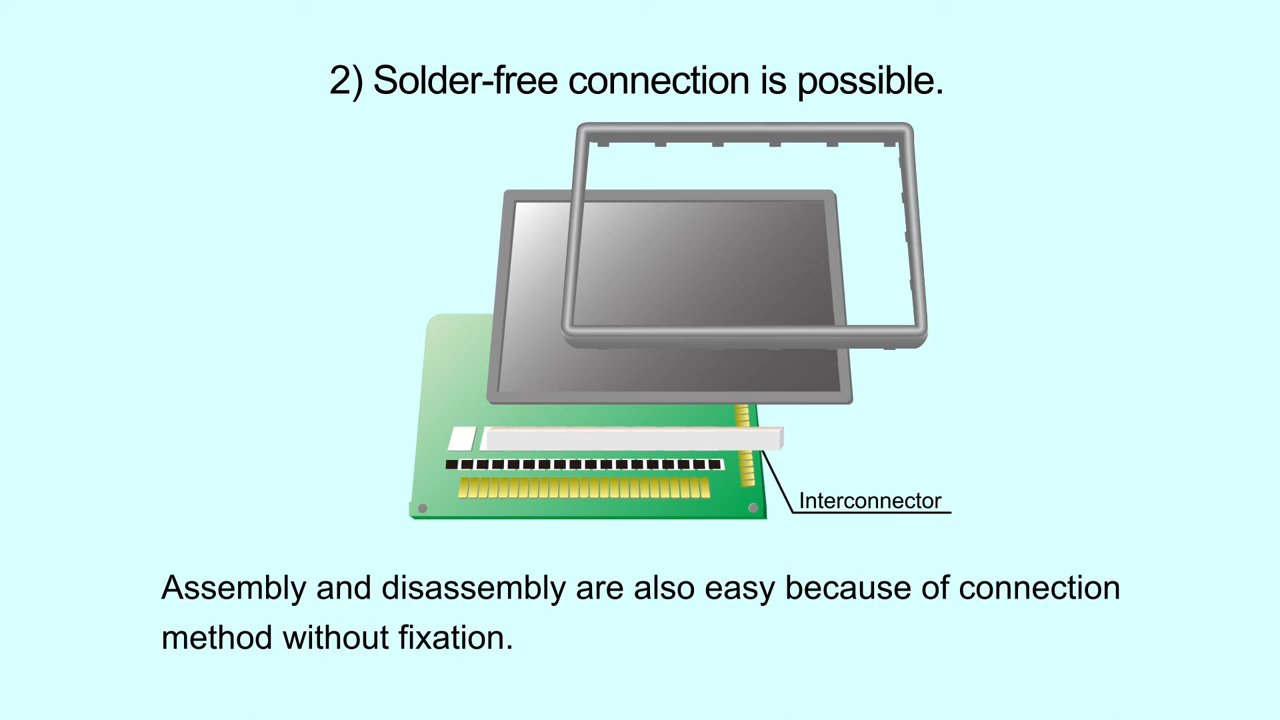 2) Solder-free connection is possible.
Interconnector
Assembly and disassembly are also easy because of connection
method without fixation.